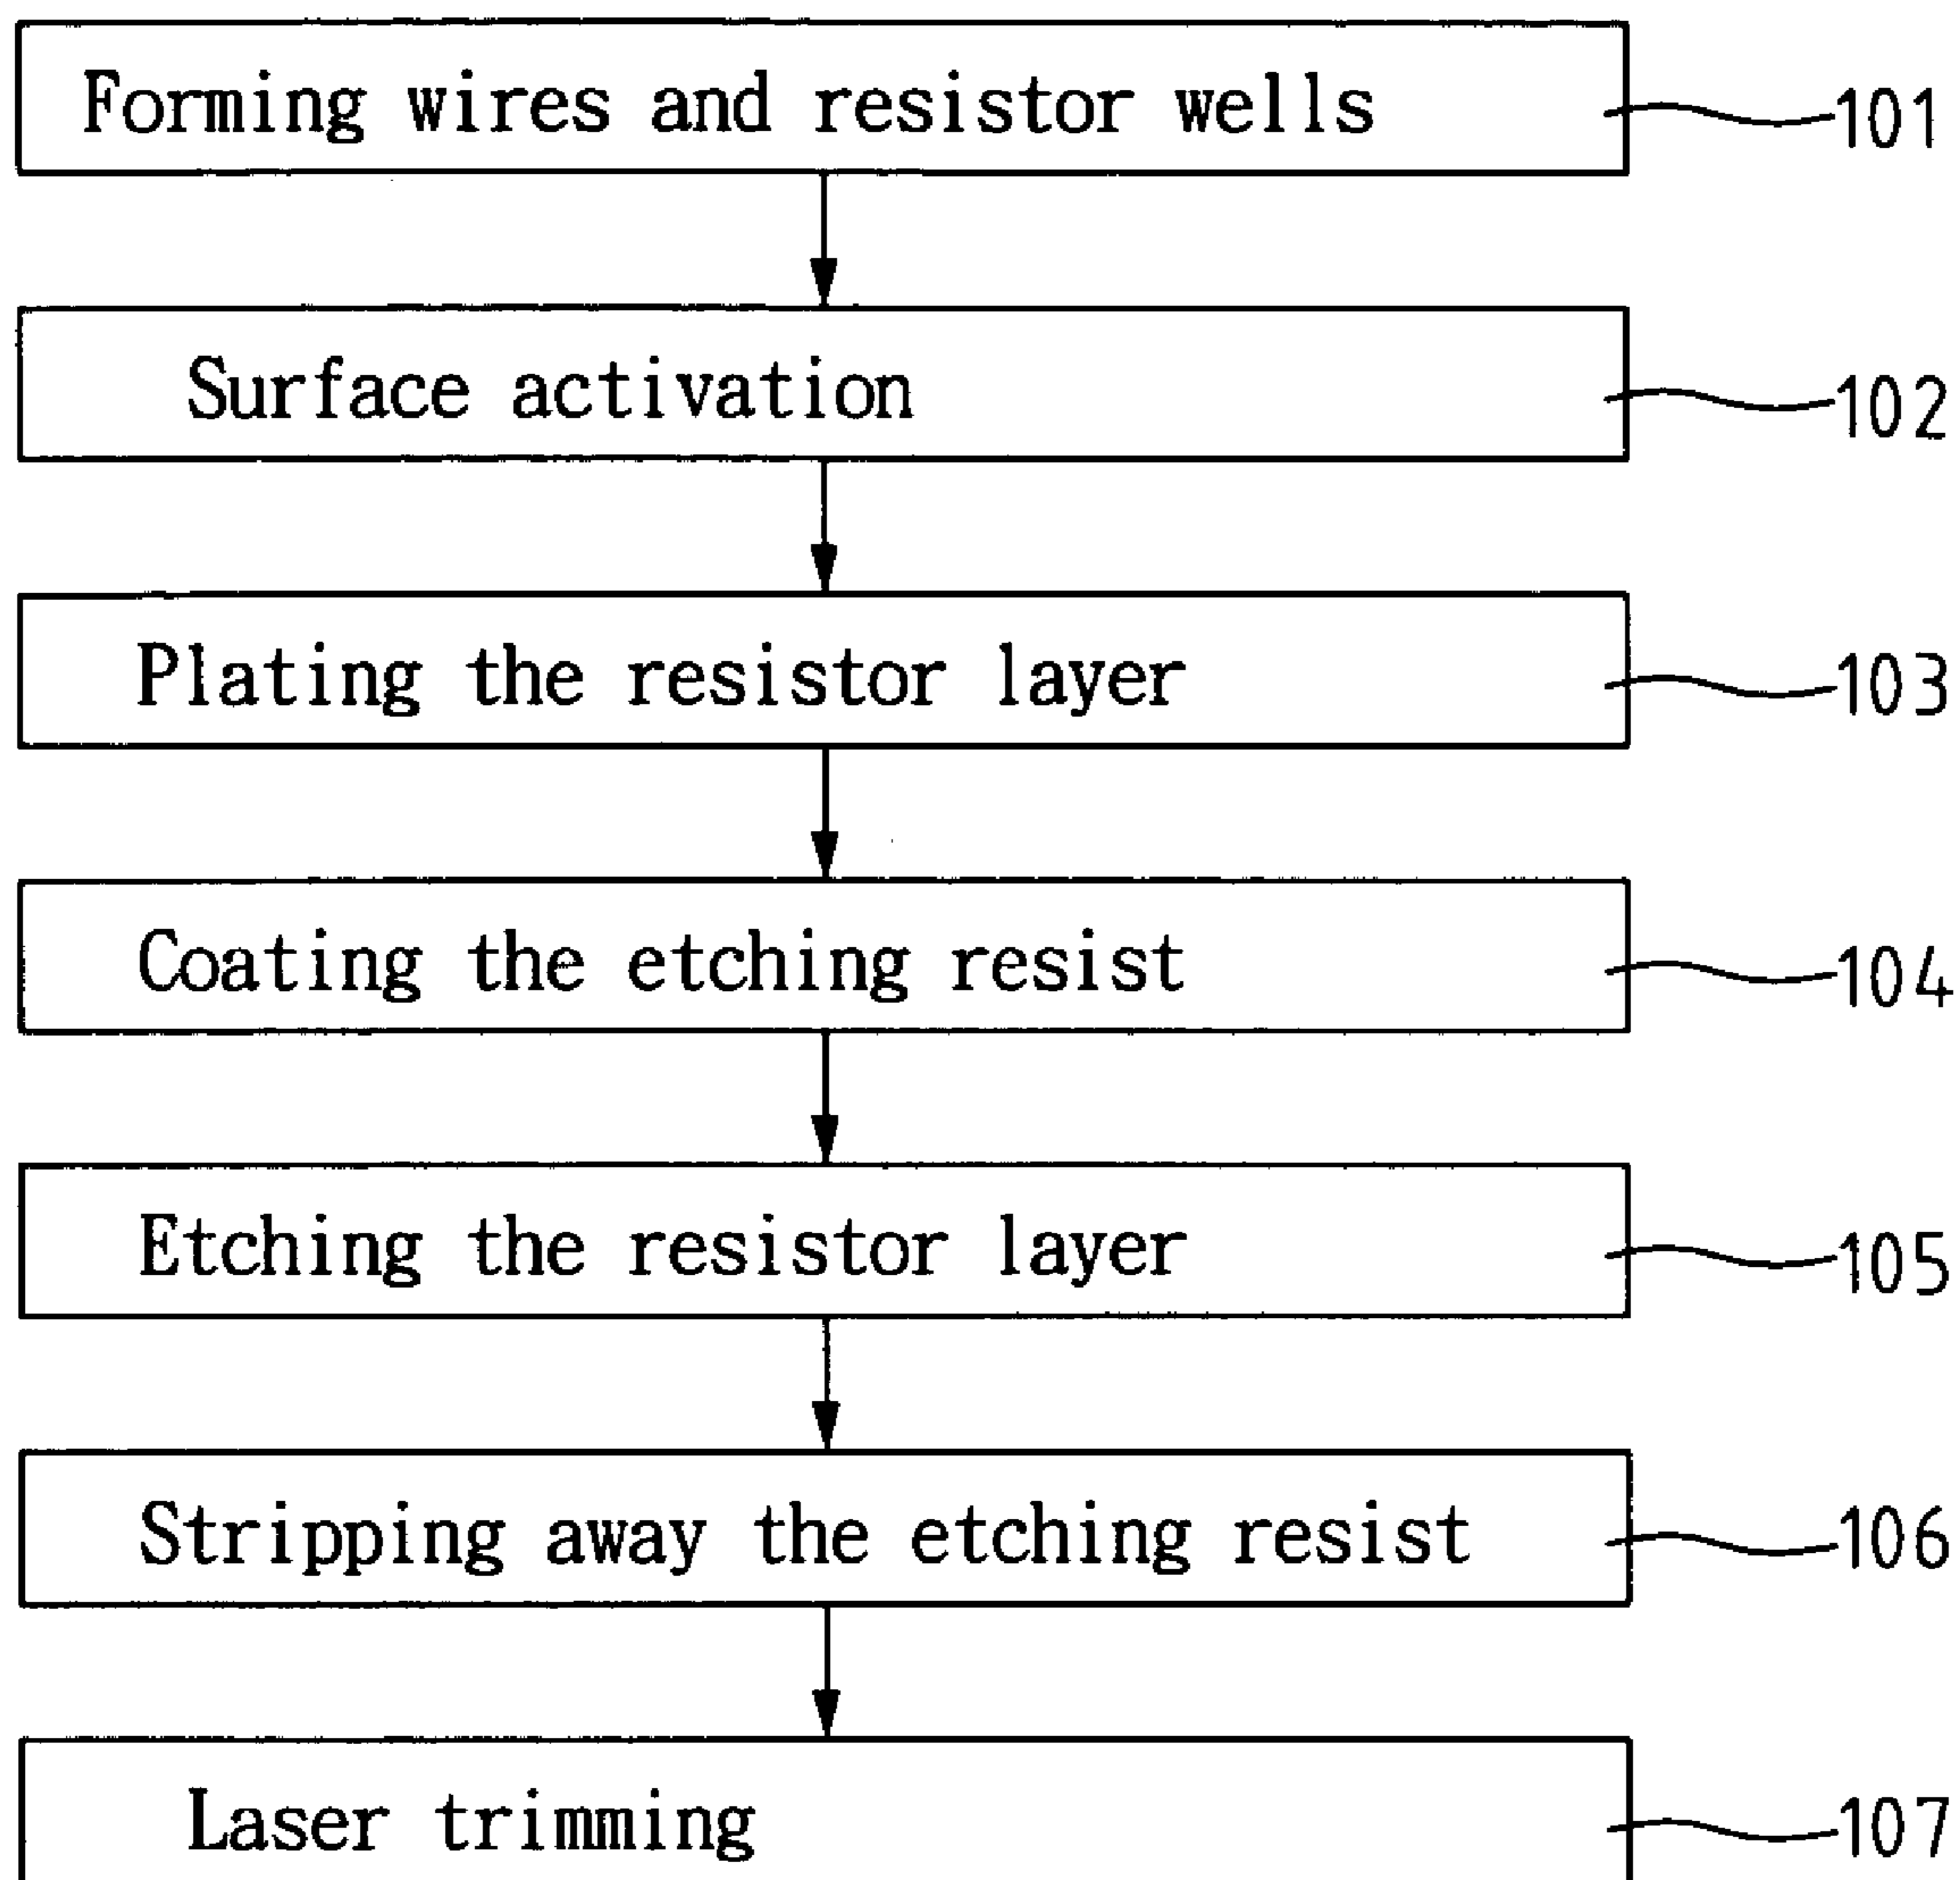 Forming wires and resistor wells 101
Surface activation 102
Plating the resistor layer 103
Coating the etching resist 104
Etching the resistor layer 105
Stripping away the etching resist 106
Laser trimming 107